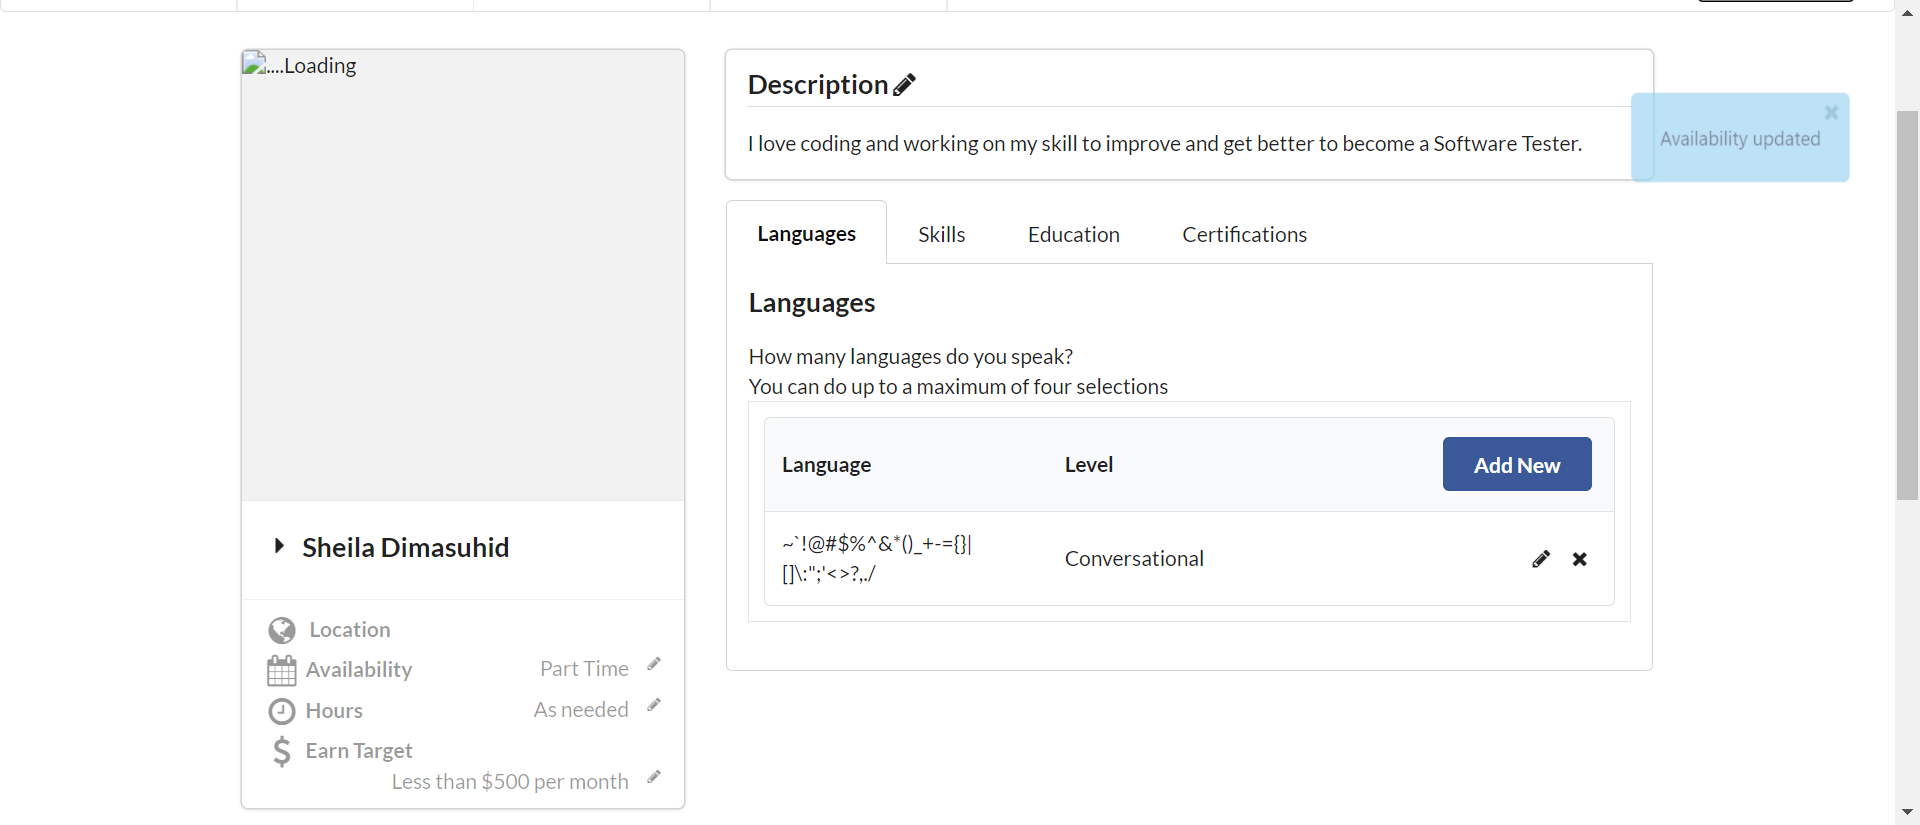 ....Loading
Sheila Dimasuhid
Location
Availability Part Time
Hours As needed
Earn Target
Less than $500 per month
Description
I love coding and working on my skill to improve and get better to become a Software Tester.
Availability updated
Languages Skills Education Certifications
Languages
How many languages do you speak?
You can do up to a maximum of four selections
Language Level Add New
~`!@#$%^&*()_+-={}|
[]\:";'<>?,./
Conversational